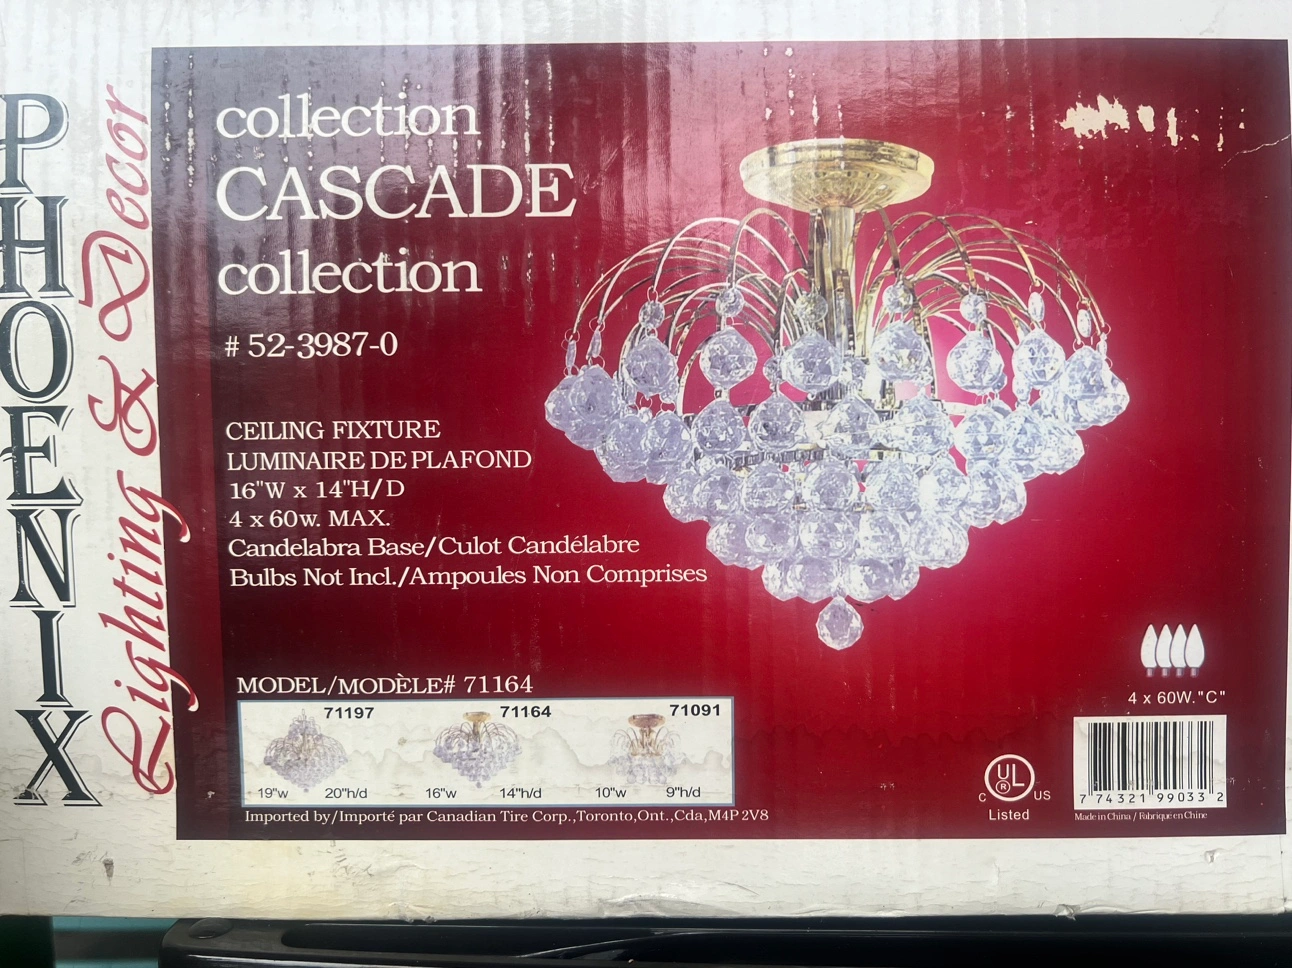 PHOENIX
Lighting & Decor
collection
CASCADE
collection
# 52-3987-0
CEILING FIXTURE
LUMINAIRE DE PLAFOND
16"W x 14"H/D
4 x 60w. MAX.
Candelabra Base/Culot Candélabre
Bulbs Not Incl./Ampoules Non Comprises
MODEL/MODÈLE# 71164
71197 71164 71091
19"w 20"h/d 16"w 14"h/d 10"w 9"h/d
Imported by/Importé par Canadian Tire Corp.,Toronto,Ont.,Cda,M4P 2V8
UL
®
C US
Listed
4 x 60W."C"
7 74321 99033 2
Made in China / Fabriqué en Chine